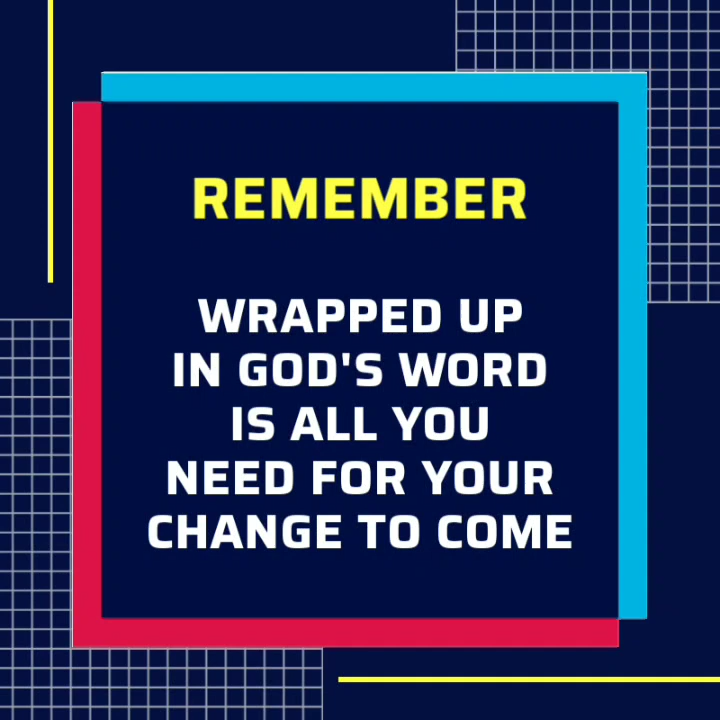 REMEMBER
WRAPPED UP
IN GOD'S WORD
IS ALL YOU
NEED FOR YOUR
CHANGE TO COME